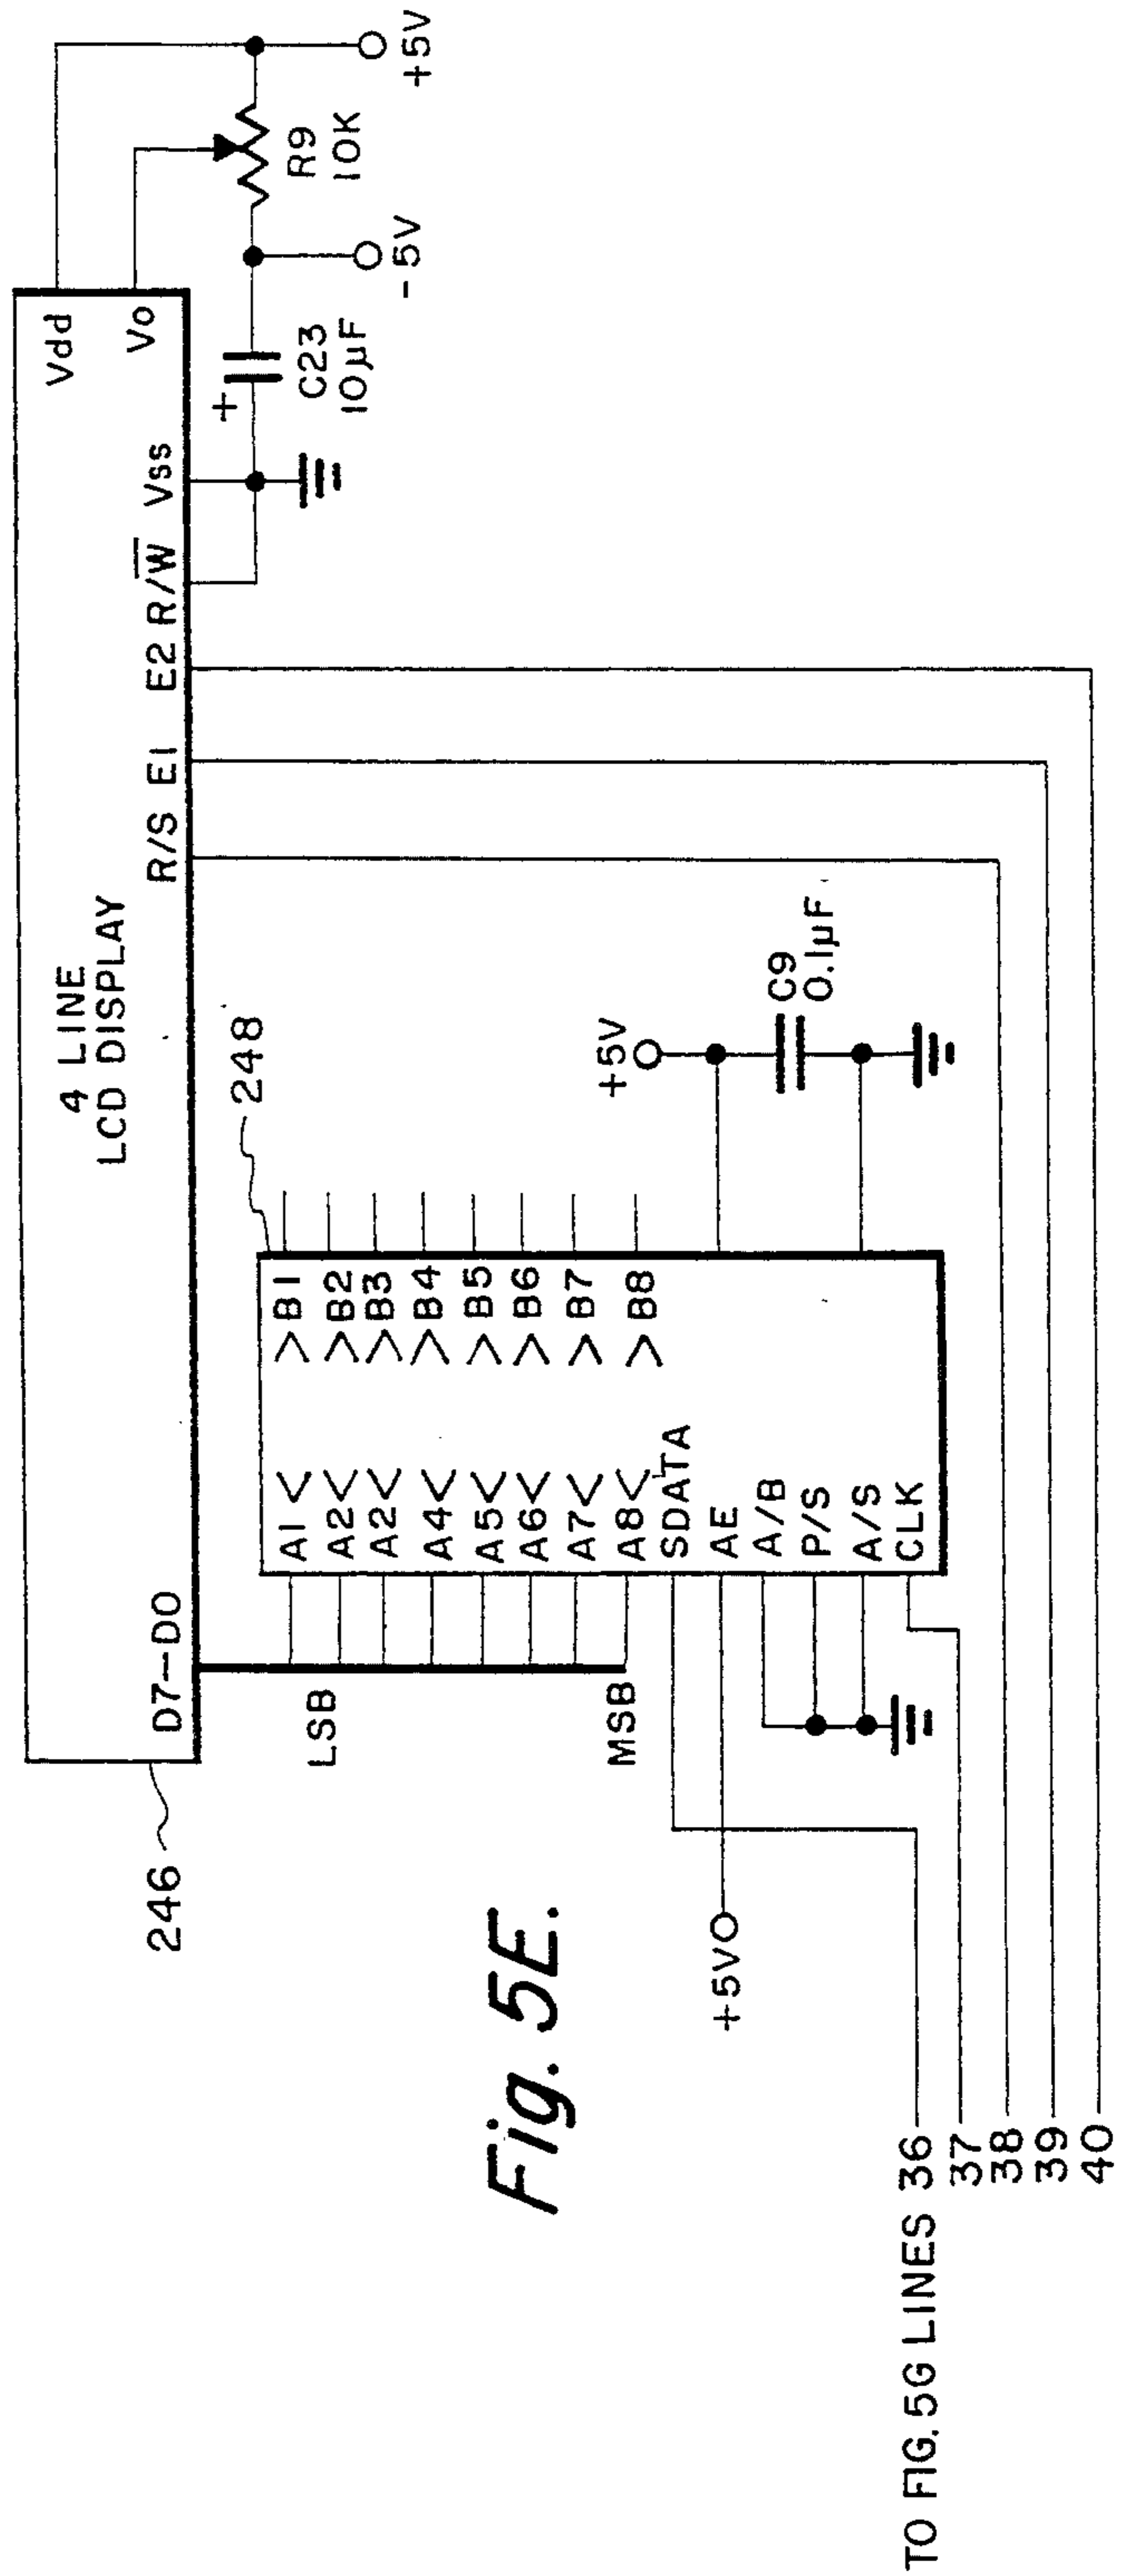 4 LINE
LCD DISPLAY
Vdd
Vo
D7–D0
R/S E1 E2 R/W̅ Vss
246
+5V
R9
10K
-5V
+
C23
10µF
248
LSB
MSB
A1< >B1
A2< >B2
A2< >B3
A4< >B4
A5< >B5
A6< >B6
A7< >B7
A8< >B8
SDATA
AE
A/B
P/S
A/S
CLK
+5V
C9
0.1µF
+5V
Fig. 5E.
TO FIG. 5G LINES 36
37
38
39
40